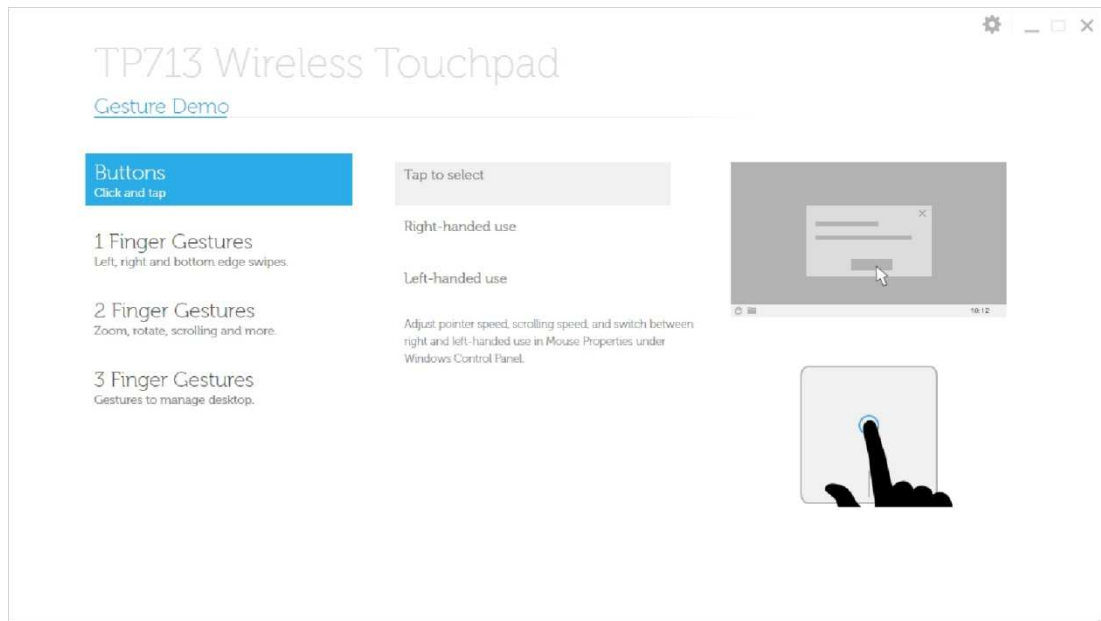 TP713 Wireless Touchpad
Gesture Demo
Buttons
Click and tap
1 Finger Gestures
Left, right and bottom edge swipes.
2 Finger Gestures
Zoom, rotate, scrolling and more.
3 Finger Gestures
Gestures to manage desktop.
Tap to select
Right-handed use
Left-handed use
Adjust pointer speed, scrolling speed, and switch between
right and left-handed use in Mouse Properties under
Windows Control Panel.
10:12